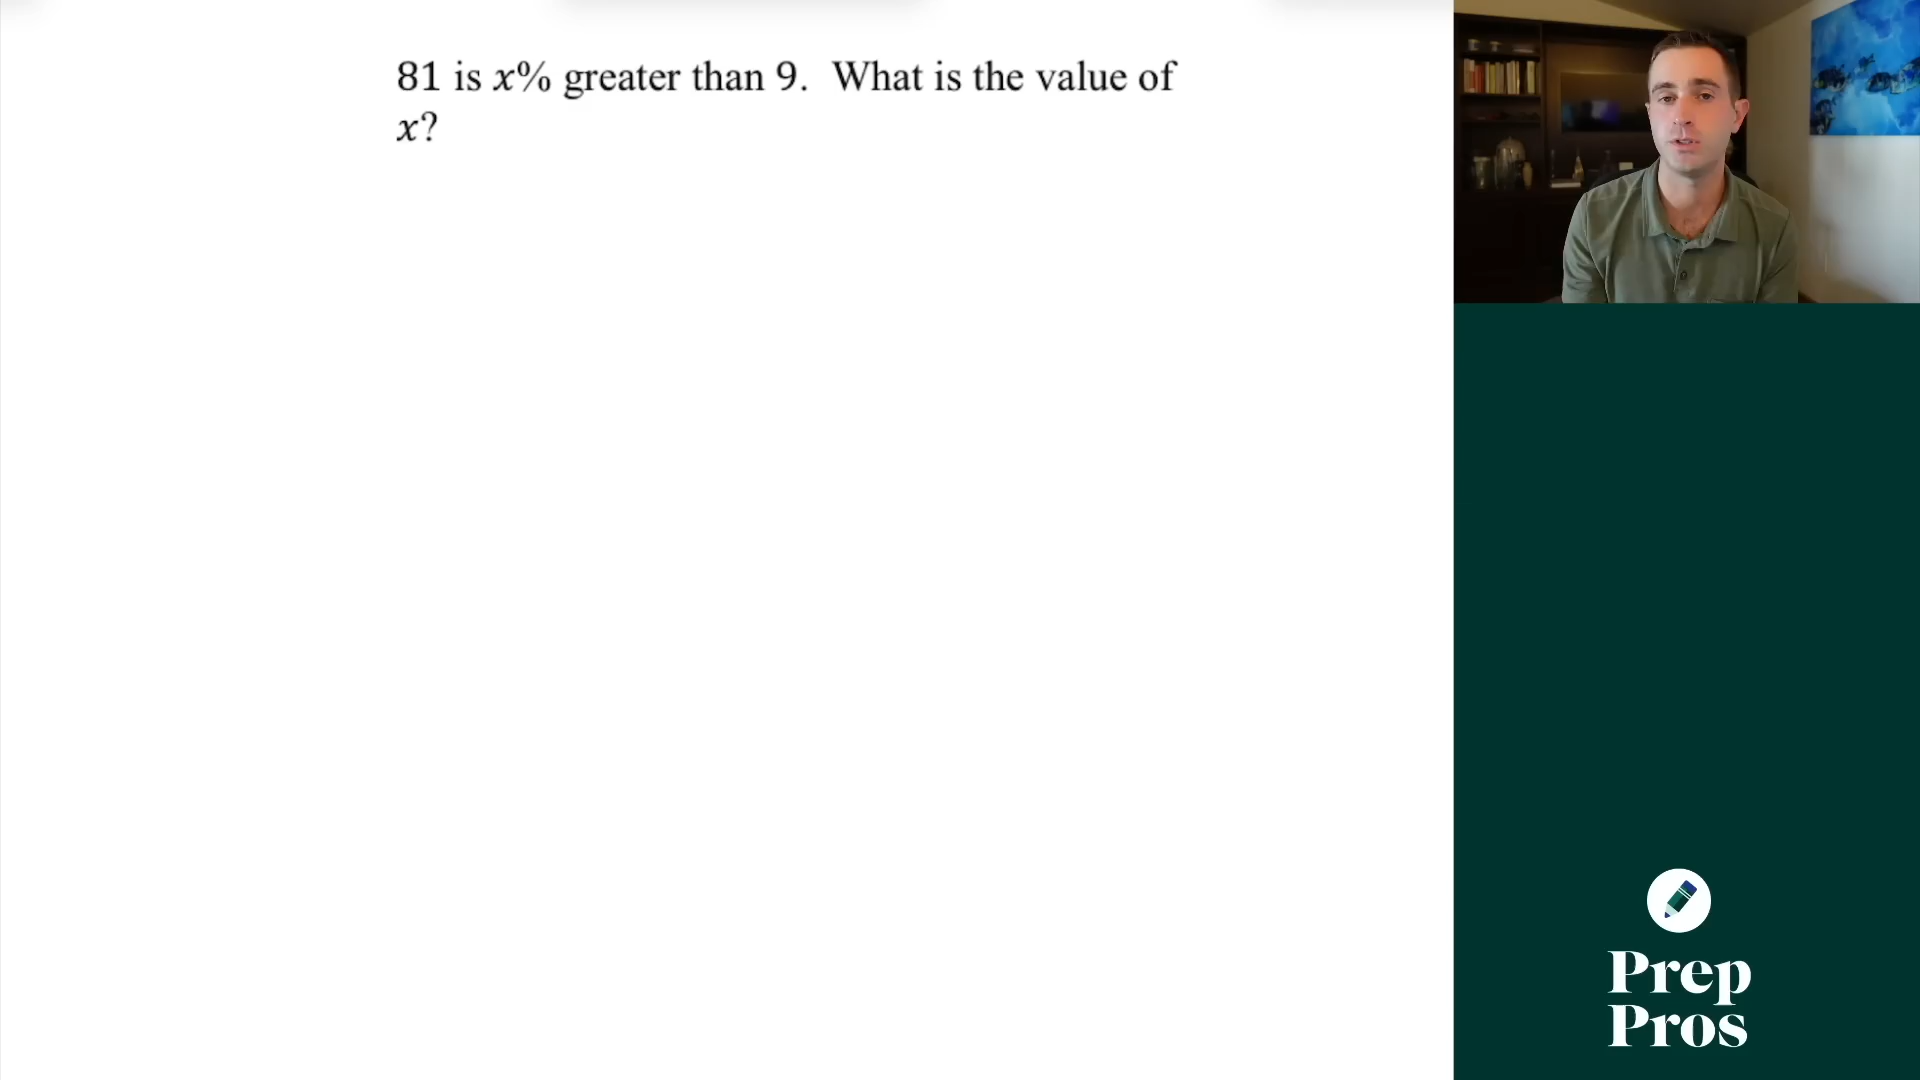 81 is x% greater than 9. What is the value of
x?
Prep
Pros